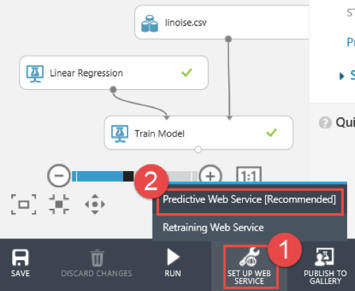 linoise.csv
Linear Regression
Train Model
1:1
2
Predictive Web Service [Recommended]
Retraining Web Service
1
SAVE
DISCARD CHANGES
RUN
SET UP WEB
SERVICE
PUBLISH TO
GALLERY
Qui